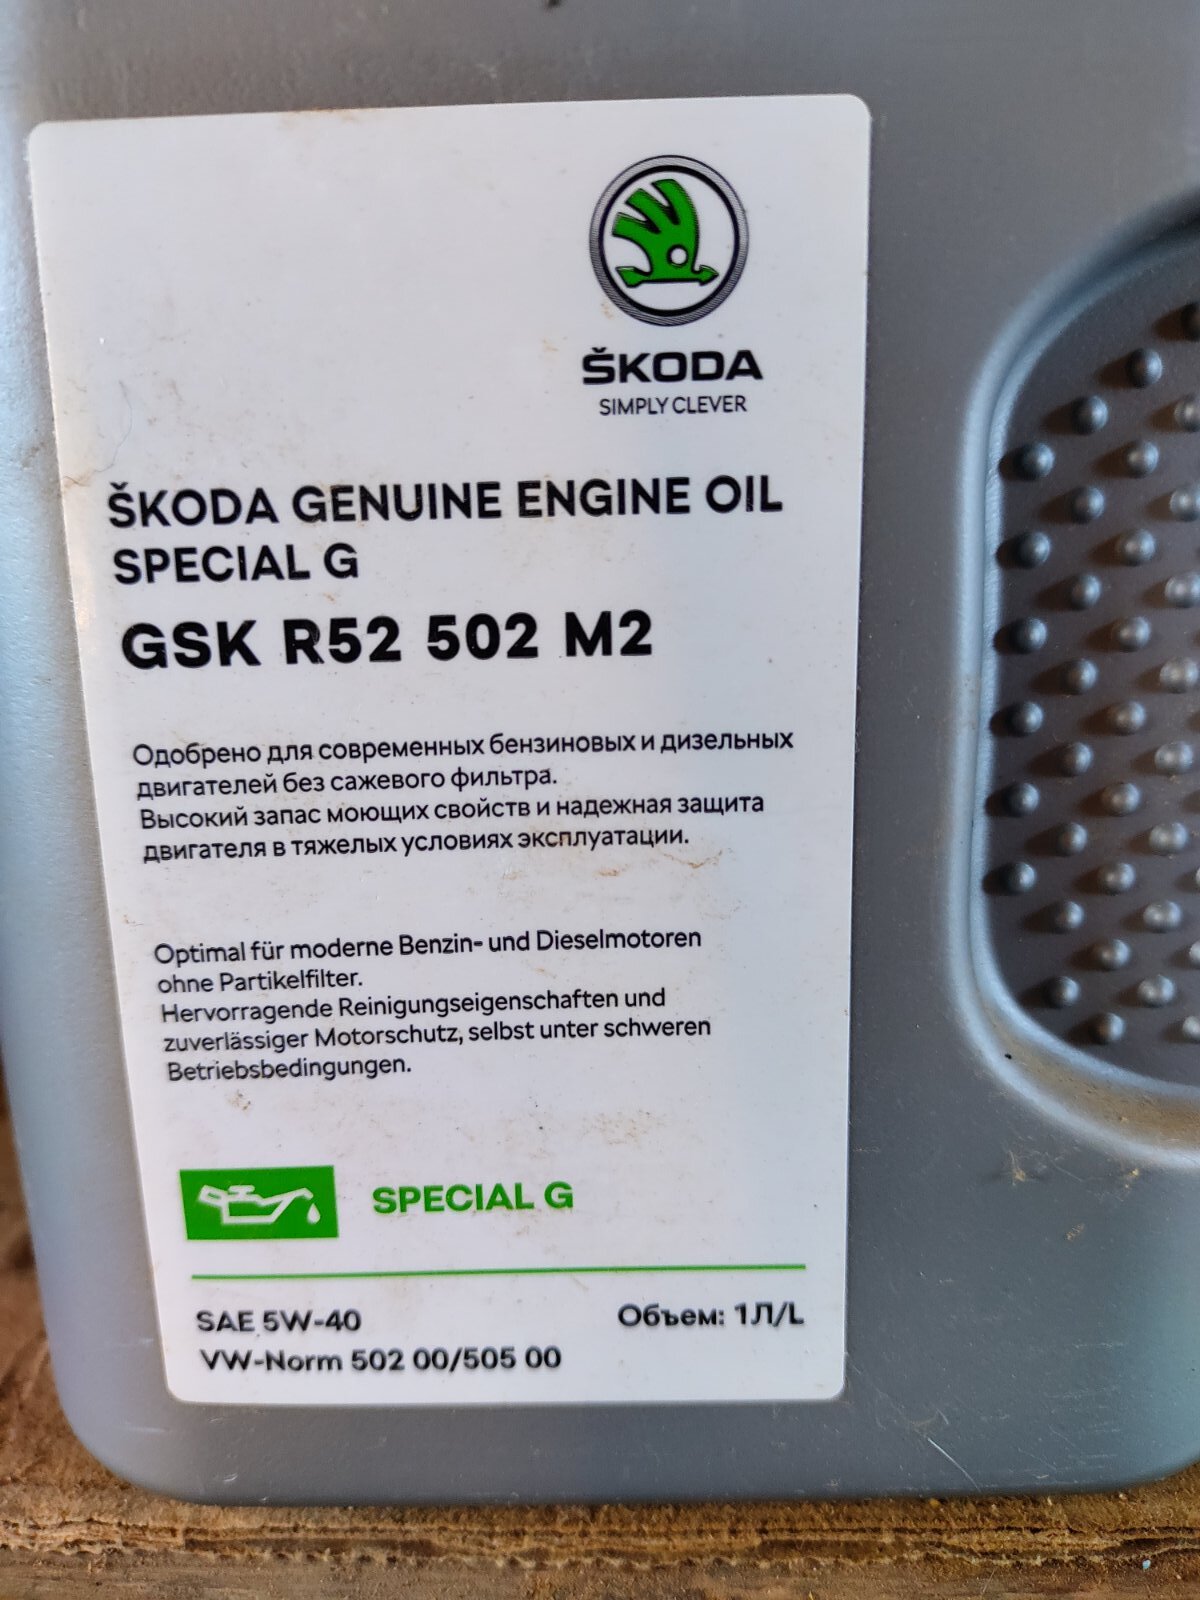 ŠKODA
SIMPLY CLEVER
ŠKODA GENUINE ENGINE OIL
SPECIAL G
GSK R52 502 M2
Одобрено для современных бензиновых и дизельных
двигателей без сажевого фильтра.
Высокий запас моющих свойств и надежная защита
двигателя в тяжелых условиях эксплуатации.
Optimal für moderne Benzin- und Dieselmotoren
ohne Partikelfilter.
Hervorragende Reinigungseigenschaften und
zuverlässiger Motorschutz, selbst unter schweren
Betriebsbedingungen.
SPECIAL G
SAE 5W-40 Объем: 1Л/L
VW-Norm 502 00/505 00